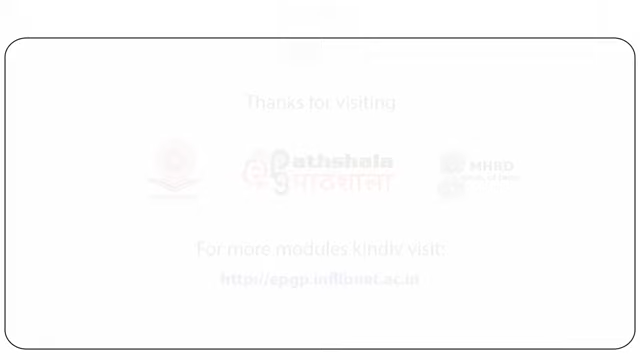 Thanks for visiting
pathshala
पाठशाला
MHRD
For more modules kindly visit:
http://epgp.inflibnet.ac.in